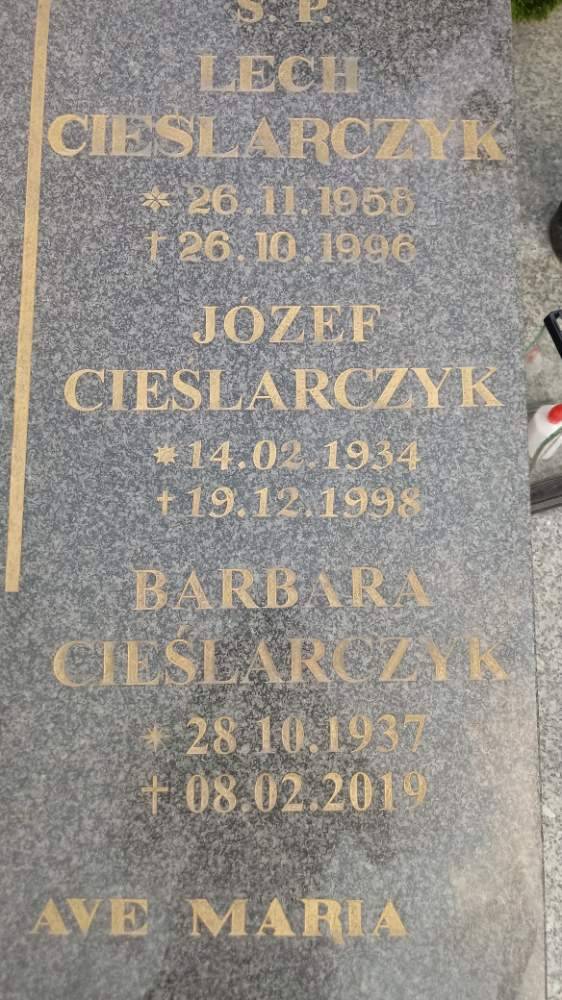 Ś. P.
LECH
CIEŚLARCZYK
* 26.11.1958
† 26.10.1996
JÓZEF
CIEŚLARCZYK
* 14.02.1934
† 19.12.1998
BARBARA
CIEŚLARCZYK
* 28.10.1937
† 08.02.2019
AVE MARIA